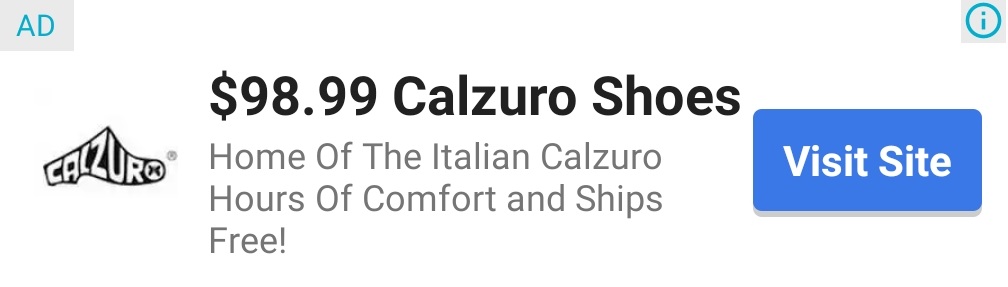 AD
$98.99 Calzuro Shoes
CALZURO®
Home Of The Italian Calzuro
Hours Of Comfort and Ships
Free!
Visit Site